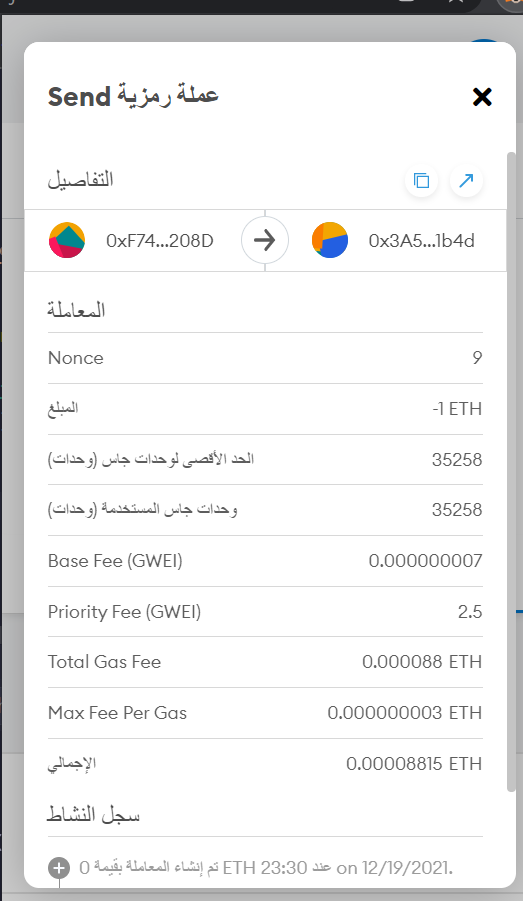 Send عملة رمزية
التفاصيل
0xF74...208D 0x3A5...1b4d
المعاملة
Nonce 9
المبلغ -1 ETH
الحد الأقصى لوحدات جاس (وحدات) 35258
وحدات جاس المستخدمة (وحدات) 35258
Base Fee (GWEI) 0.000000007
Priority Fee (GWEI) 2.5
Total Gas Fee 0.000088 ETH
Max Fee Per Gas 0.000000003 ETH
الإجمالي 0.00008815 ETH
سجل النشاط
تم إنشاء المعاملة بقيمة 0 ETH عند 23:30 on 12/19/2021.